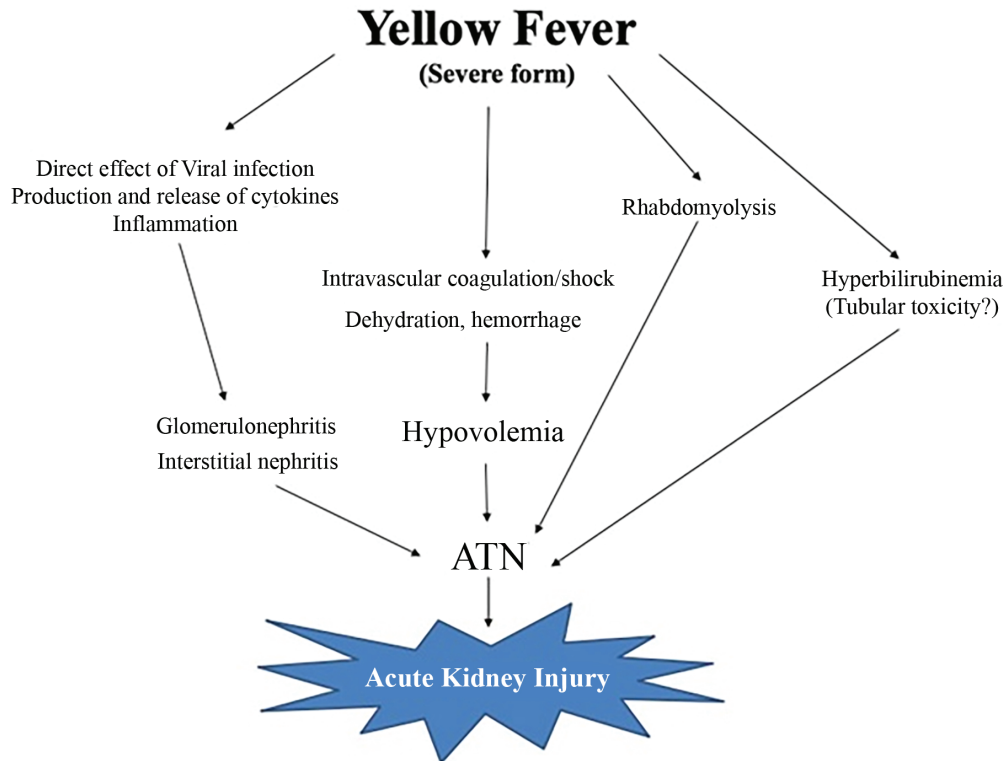 Yellow Fever
(Severe form)
Direct effect of Viral infection
Production and release of cytokines
Inflammation
Rhabdomyolysis
Intravascular coagulation/shock
Dehydration, hemorrhage
Hyperbilirubinemia
(Tubular toxicity?)
Glomerulonephritis
Interstitial nephritis
Hypovolemia
ATN
Acute Kidney Injury